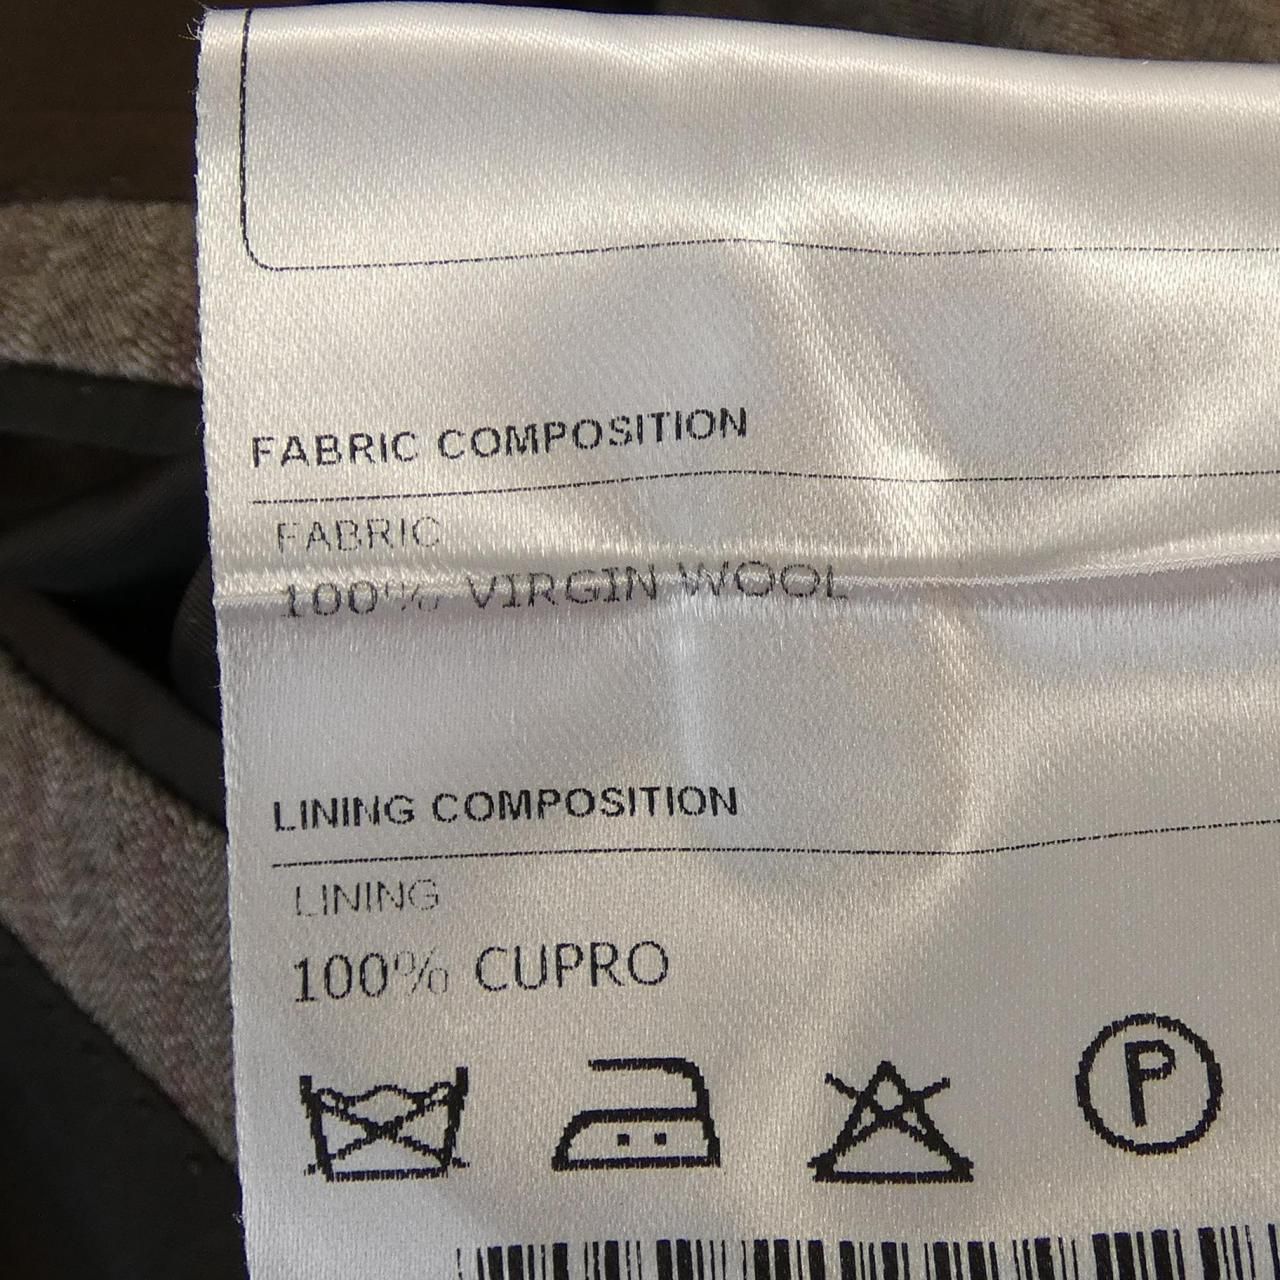 FABRIC COMPOSITION
FABRIC
100% VIRGIN WOOL
LINING COMPOSITION
LINING
100% CUPRO
P